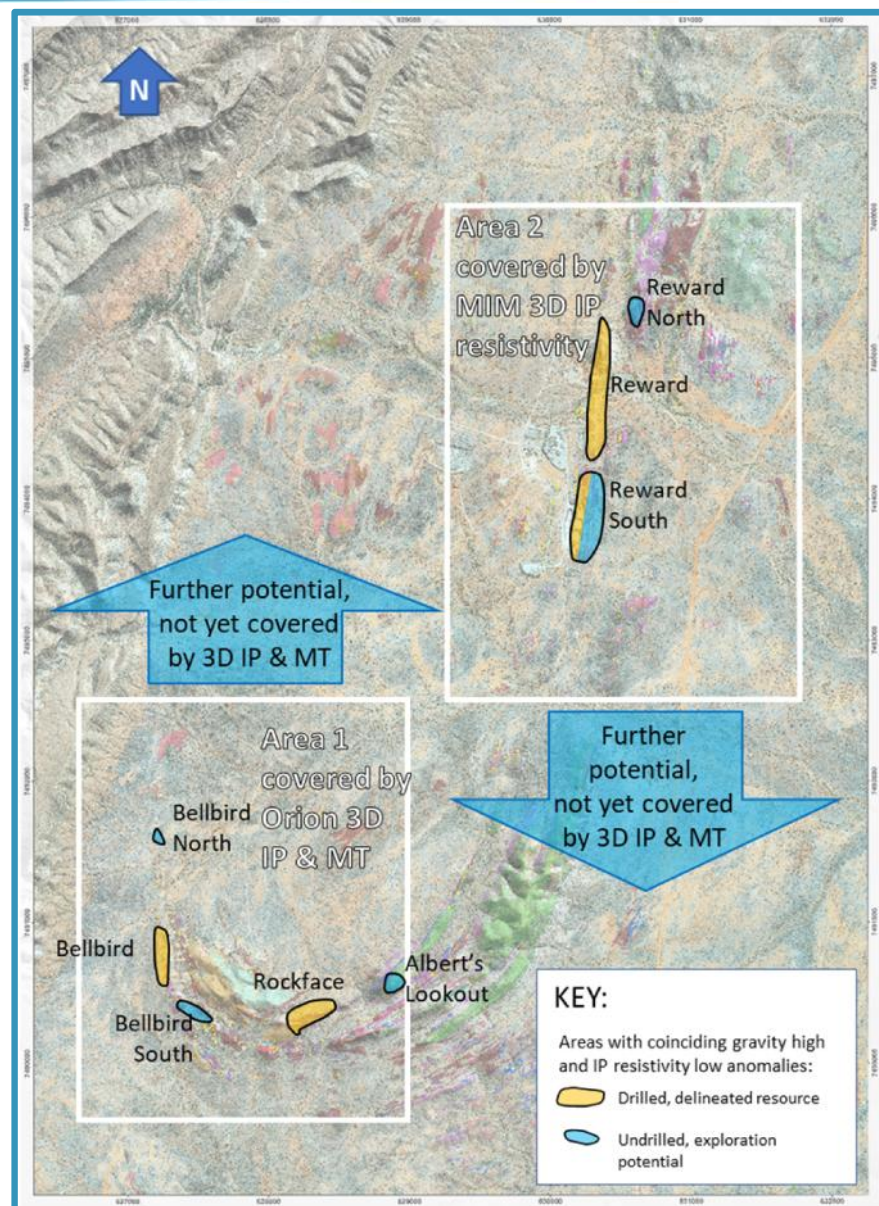 N
Area 2
covered by
MIM 3D IP
resistivity
Reward
North
Reward
Reward
South
Further potential,
not yet covered
by 3D IP & MT
Area 1
covered by
Orion 3D
IP & MT
Further
potential,
not yet covered
by 3D IP & MT
Bellbird
North
Bellbird
Rockface
Albert's
Lookout
Bellbird
South
KEY:
Areas with coinciding gravity high
and IP resistivity low anomalies:
Drilled, delineated resource
Undrilled, exploration
potential